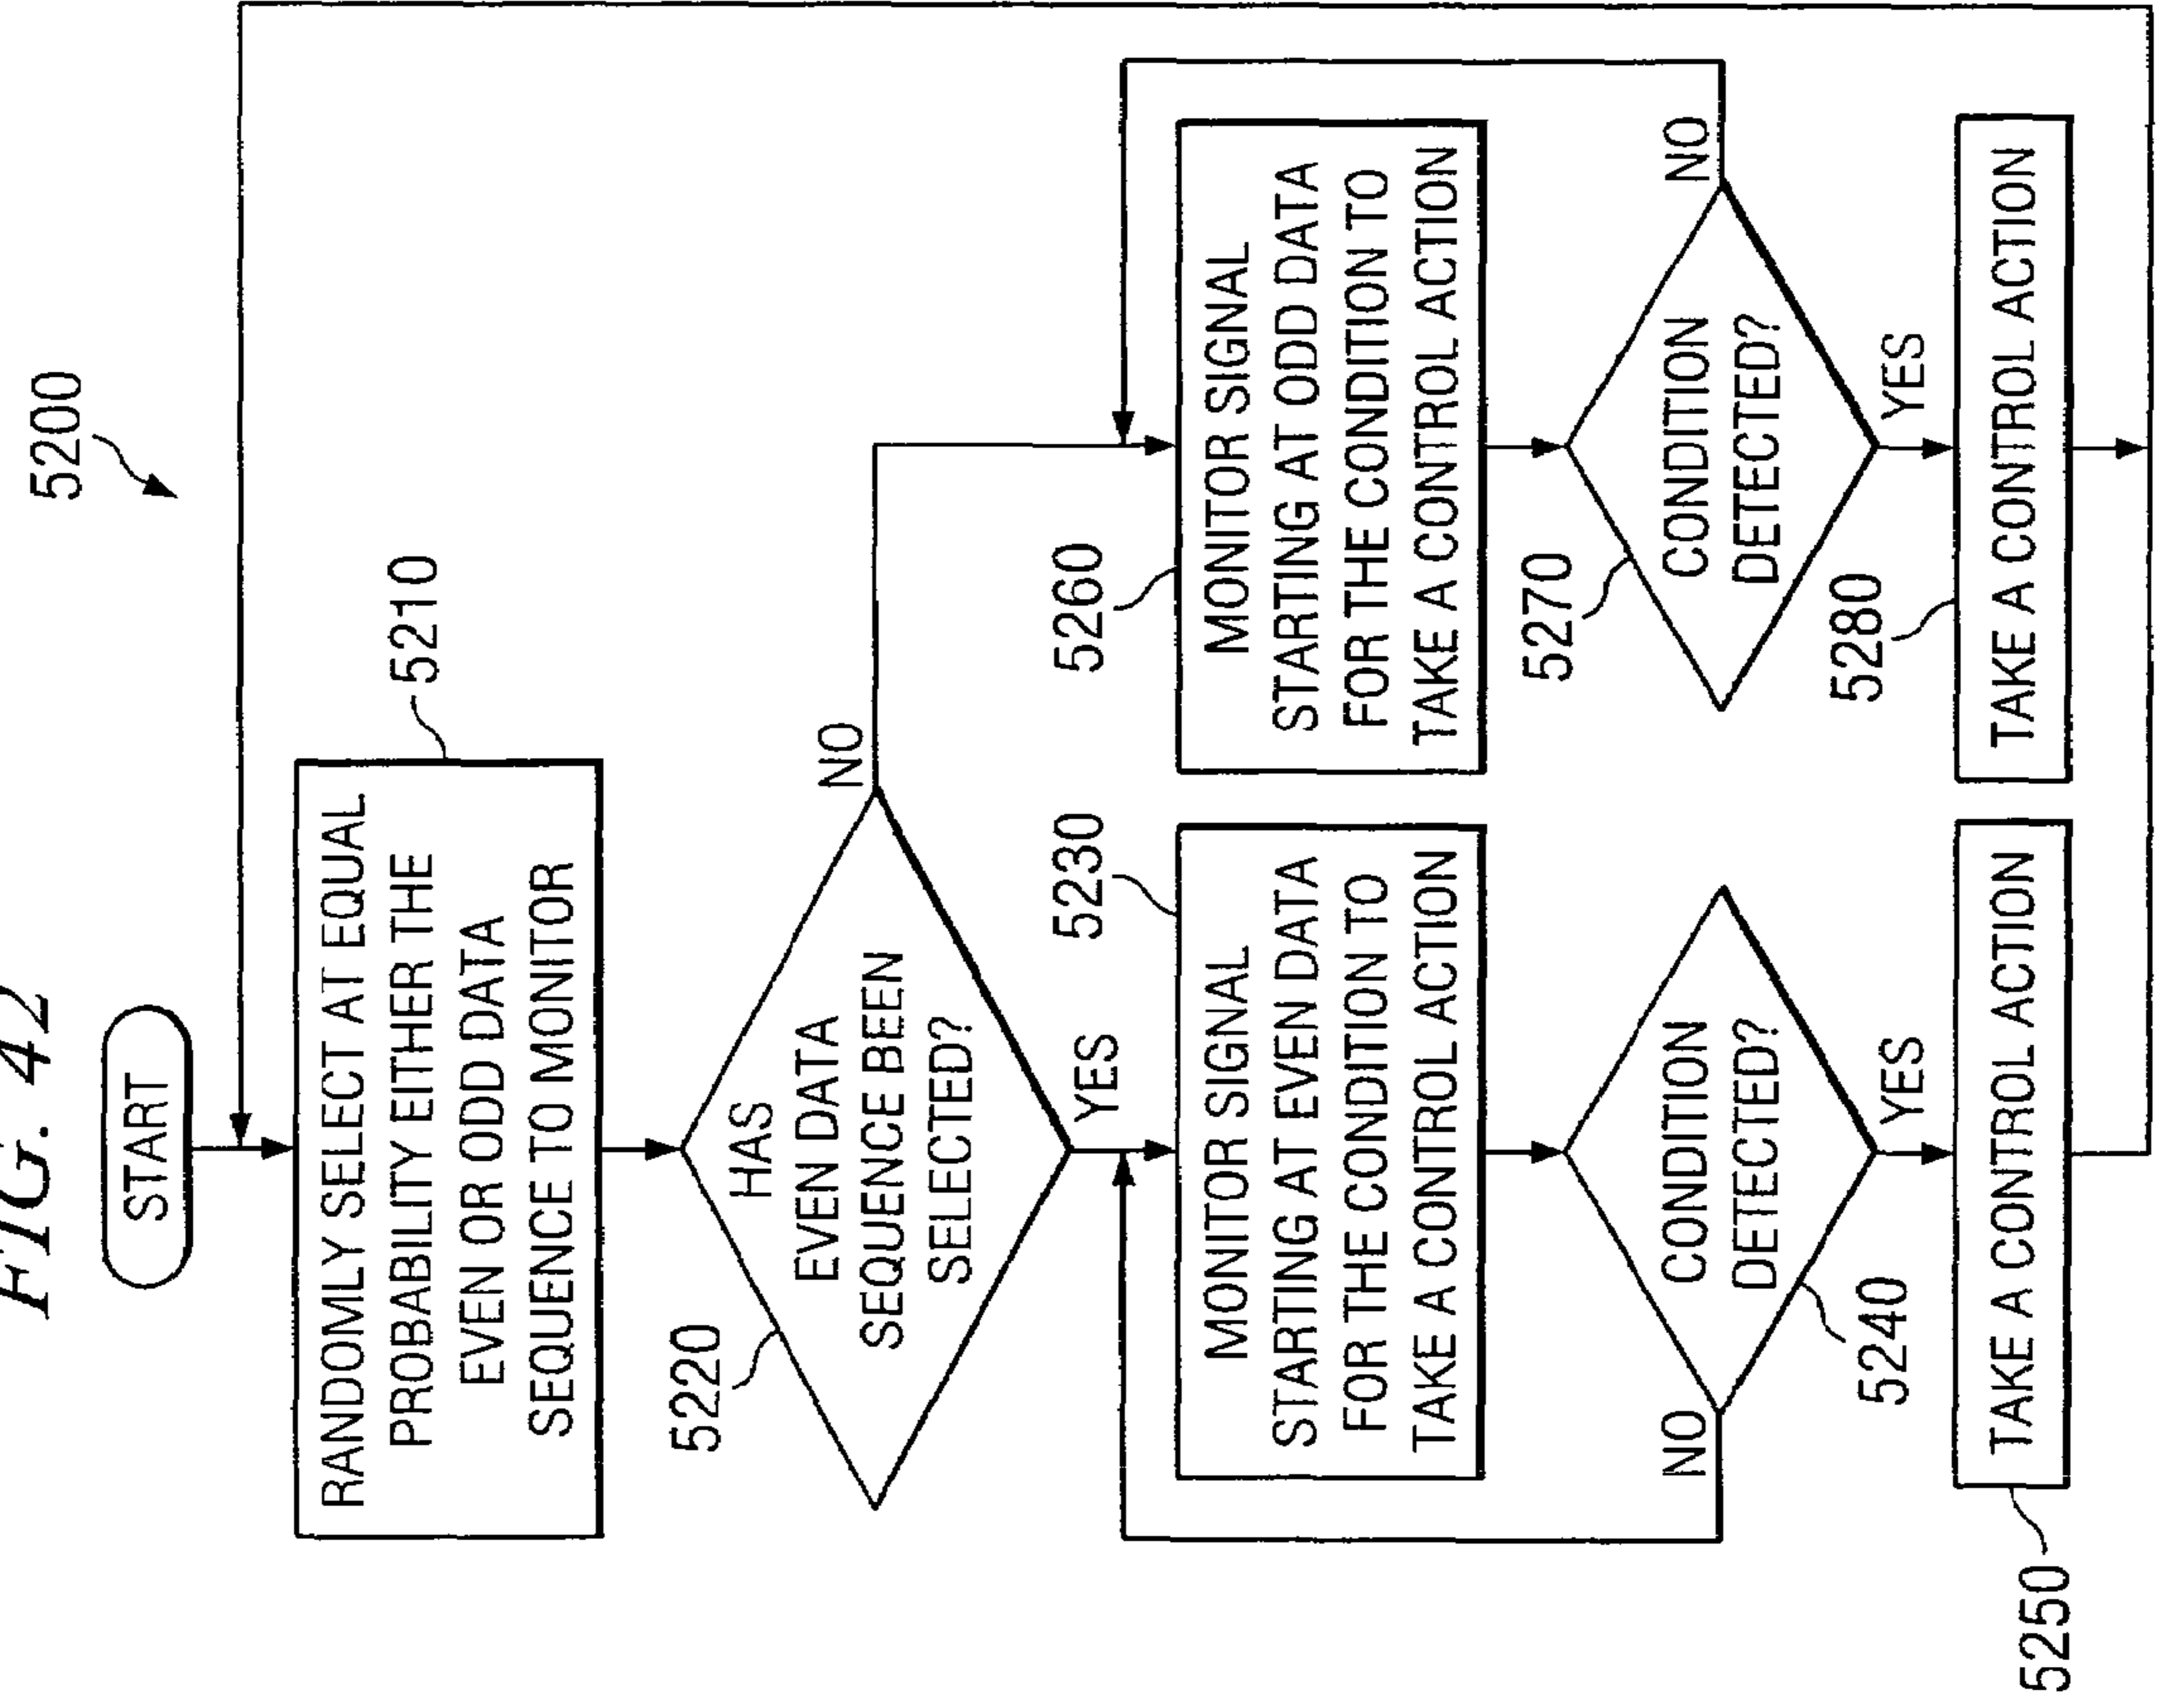 FIG. 42
5200
START
RANDOMLY SELECT AT EQUAL
PROBABILITY EITHER THE
EVEN OR ODD DATA
SEQUENCE TO MONITOR
5210
5220
HAS
EVEN DATA
SEQUENCE BEEN
SELECTED?
NO
YES
5230
MONITOR SIGNAL
STARTING AT EVEN DATA
FOR THE CONDITION TO
TAKE A CONTROL ACTION
5260
MONITOR SIGNAL
STARTING AT ODD DATA
FOR THE CONDITION TO
TAKE A CONTROL ACTION
NO
CONDITION
DETECTED?
5240
YES
5270
CONDITION
DETECTED?
NO
YES
5250
TAKE A CONTROL ACTION
5280
TAKE A CONTROL ACTION